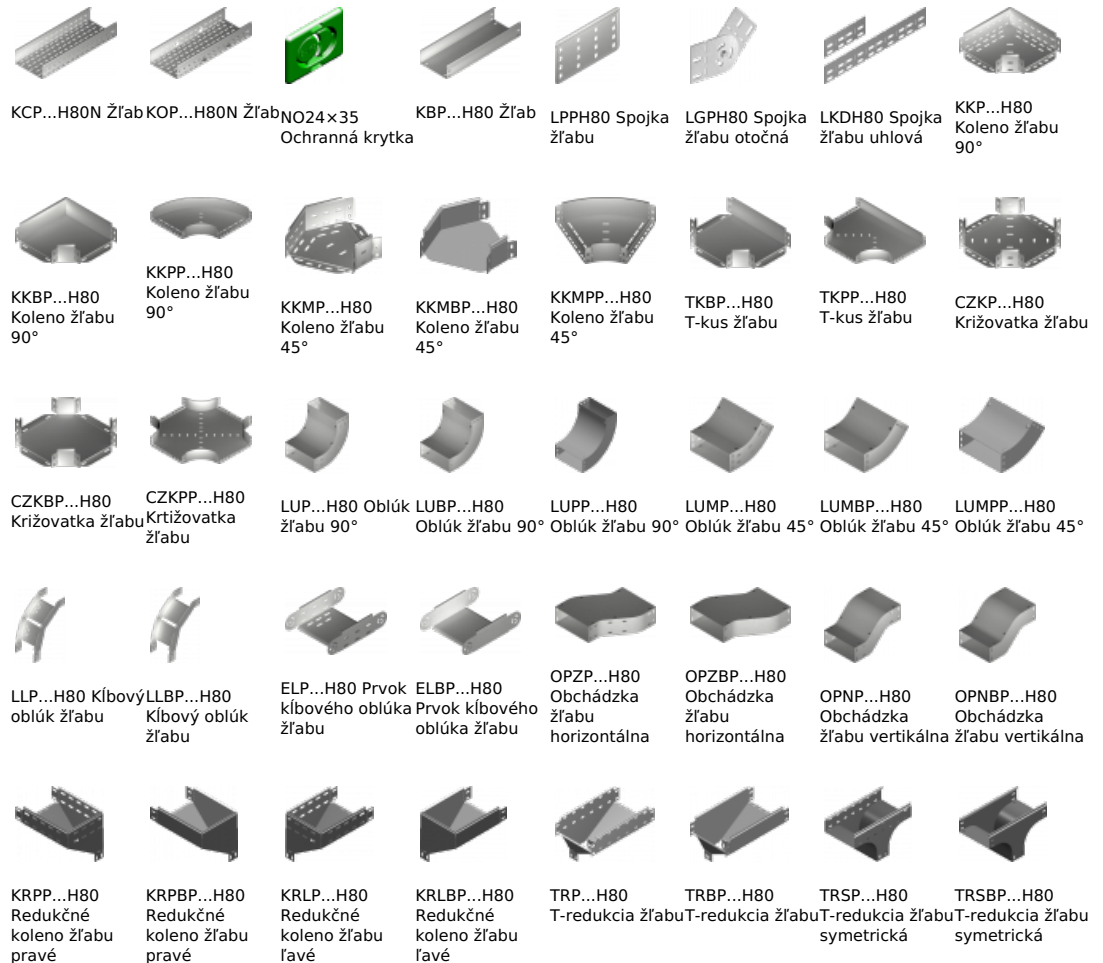 KCP...H80N Žľab
KOP...H80N Žľab
NO24×35
Ochranná krytka
KBP...H80 Žľab
LPPH80 Spojka
žľabu
LGPH80 Spojka
žľabu otočná
LKDH80 Spojka
žľabu uhlová
KKP...H80
Koleno žľabu
90°
KKBP...H80
Koleno žľabu
90°
KKPP...H80
Koleno žľabu
90°
KKMP...H80
Koleno žľabu
45°
KKMBP...H80
Koleno žľabu
45°
KKMPP...H80
Koleno žľabu
45°
TKBP...H80
T-kus žľabu
TKPP...H80
T-kus žľabu
CZKP...H80
Križovatka žľabu
CZKBP...H80
Križovatka žľabu
CZKPP...H80
Krtižovatka
žľabu
LUP...H80 Oblúk
žľabu 90°
LUBP...H80
Oblúk žľabu 90°
LUPP...H80
Oblúk žľabu 90°
LUMP...H80
Oblúk žľabu 45°
LUMBP...H80
Oblúk žľabu 45°
LUMPP...H80
Oblúk žľabu 45°
LLP...H80 Kĺbový
oblúk žľabu
LLBP...H80
Kĺbový oblúk
žľabu
ELP...H80 Prvok
kĺbového oblúka
žľabu
ELBP...H80
Prvok kĺbového
oblúka žľabu
OPZP...H80
Obchádzka
žľabu
horizontálna
OPZBP...H80
Obchádzka
žľabu
horizontálna
OPNP...H80
Obchádzka
žľabu vertikálna
OPNBP...H80
Obchádzka
žľabu vertikálna
KRPP...H80
Redukčné
koleno žľabu
pravé
KRPBP...H80
Redukčné
koleno žľabu
pravé
KRLP...H80
Redukčné
koleno žľabu
ľavé
KRLBP...H80
Redukčné
koleno žľabu
ľavé
TRP...H80
T-redukcia žľabu
TRBP...H80
T-redukcia žľabu
TRSP...H80
T-redukcia žľabu
symetrická
TRSBP...H80
T-redukcia žľabu
symetrická